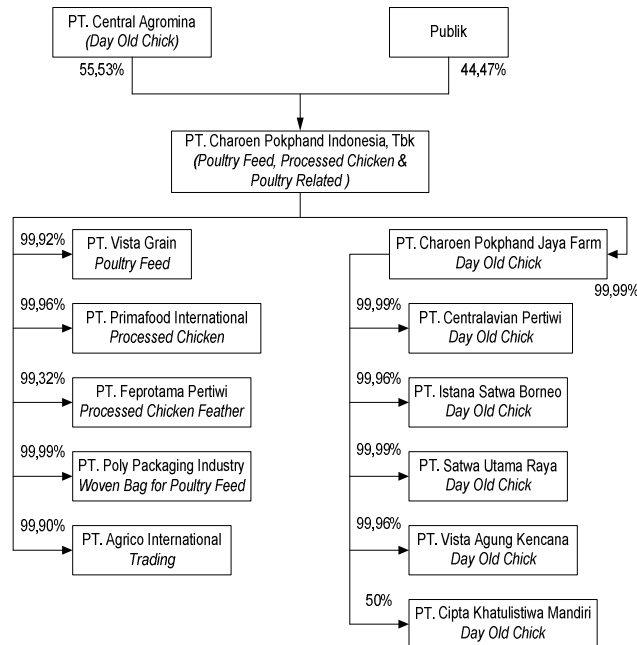 PT. Central Agromina
(Day Old Chick)
Publik
55,53%
44,47%
PT. Charoen Pokphand Indonesia, Tbk
(Poultry Feed, Processed Chicken &
Poultry Related )
99,92%
PT. Vista Grain
Poultry Feed
99,96%
PT. Primafood International
Processed Chicken
99,32%
PT. Feprotama Pertiwi
Processed Chicken Feather
99,99%
PT. Poly Packaging Industry
Woven Bag for Poultry Feed
99,90%
PT. Agrico International
Trading
PT. Charoen Pokphand Jaya Farm
Day Old Chick
99,99%
99,99%
PT. Centralavian Pertiwi
Day Old Chick
99,96%
PT. Istana Satwa Borneo
Day Old Chick
99,99%
PT. Satwa Utama Raya
Day Old Chick
99,96%
PT. Vista Agung Kencana
Day Old Chick
50%
PT. Cipta Khatulistiwa Mandiri
Day Old Chick